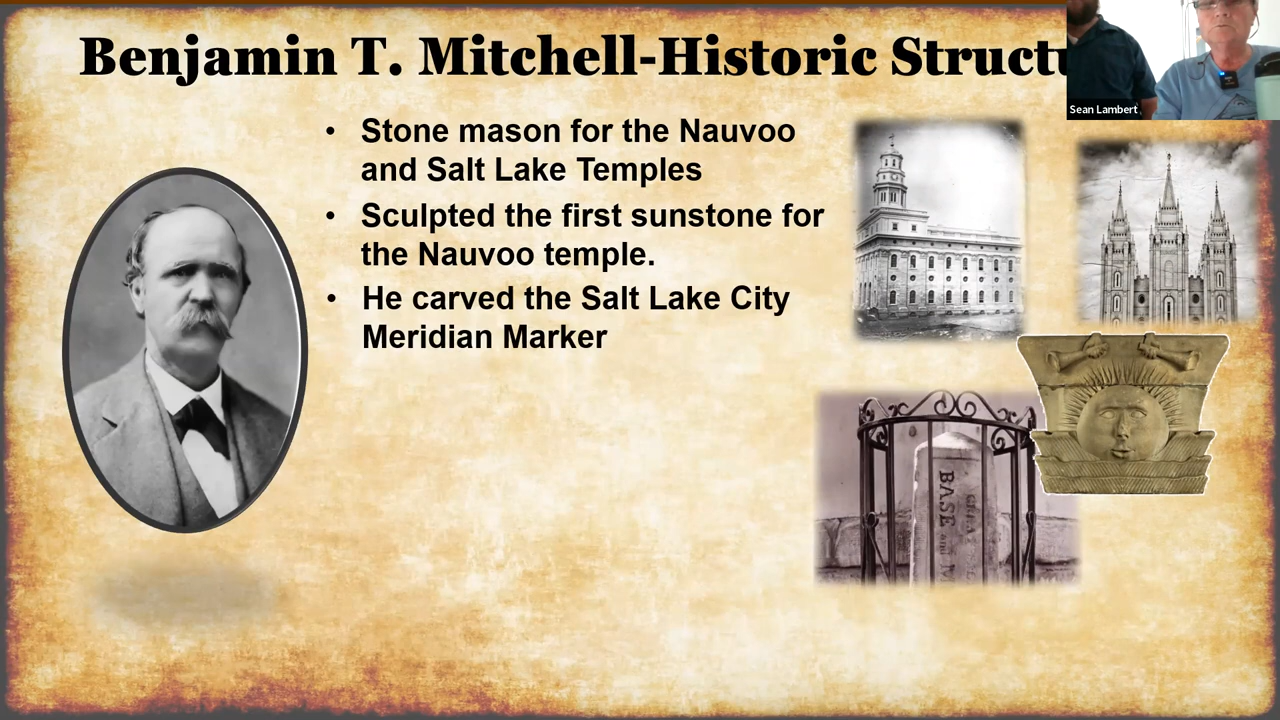 Benjamin T. Mitchell-Historic
Sean Lambert
• Stone mason for the Nauvoo
and Salt Lake Temples
• Sculpted the first sunstone for
the Nauvoo temple.
• He carved the Salt Lake City
Meridian Marker
BASE and